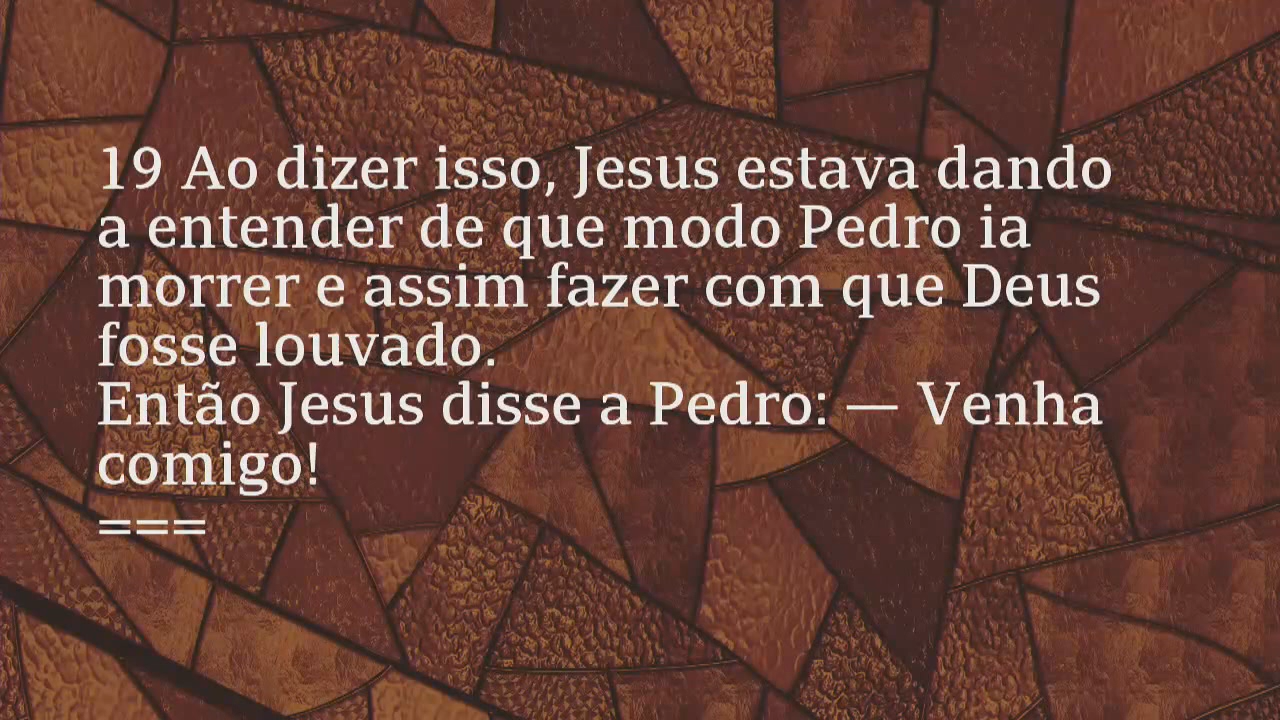 19 Ao dizer isso, Jesus estava dando
a entender de que modo Pedro ia
morrer e assim fazer com que Deus
fosse louvado.
Então Jesus disse a Pedro: — Venha
comigo!
===